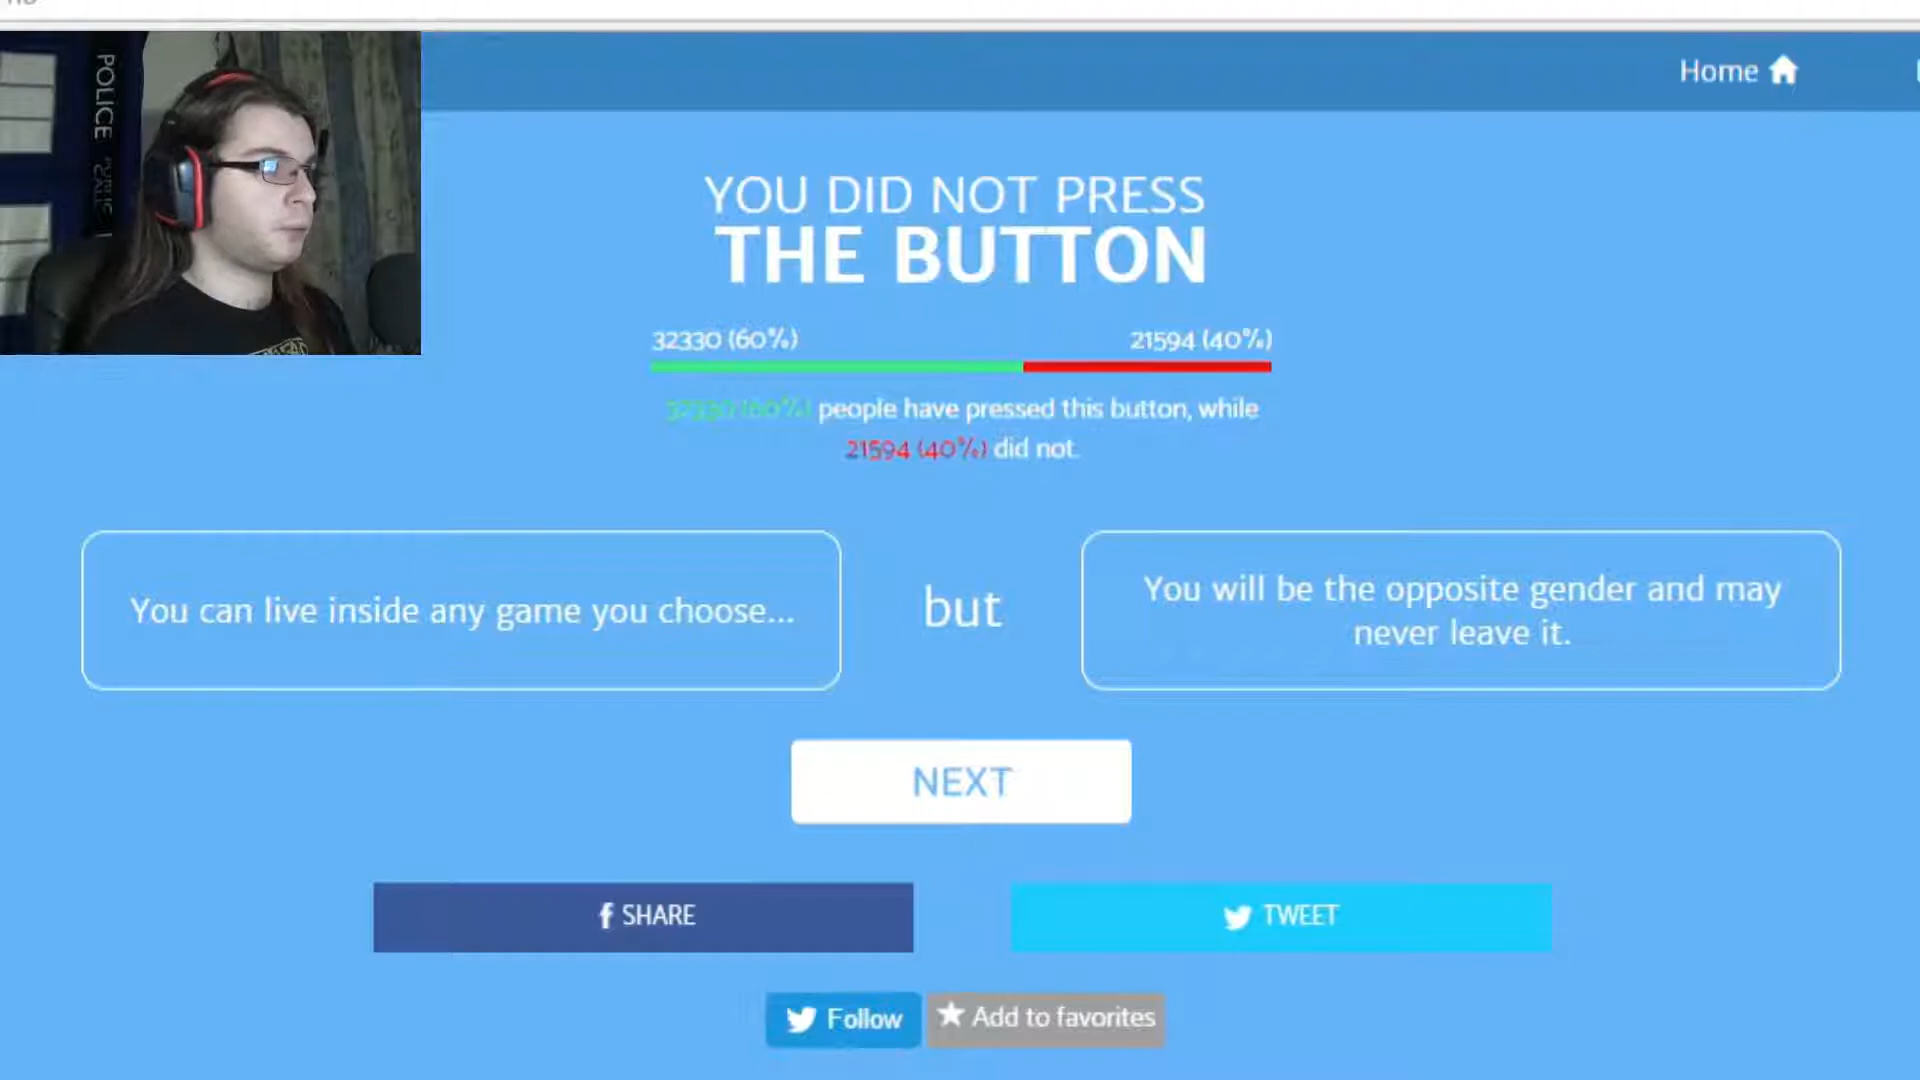 Home
POLICE
YOU DID NOT PRESS
THE BUTTON
32330 (60%)
21594 (40%)
32330 (60%) people have pressed this button, while
21594 (40%) did not.
You can live inside any game you choose...
but
You will be the opposite gender and may
never leave it.
NEXT
SHARE
TWEET
Follow
Add to favorites